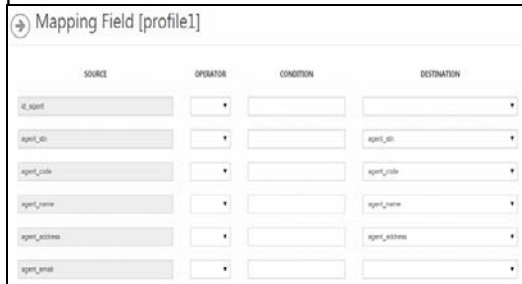 Mapping Field [profile1]
SOURCE OPERATOR CONDITION DESTINATION
id_agent
agent_sto agent_sto
agent_code agent_code
agent_name agent_name
agent_address agent_address
agent_email